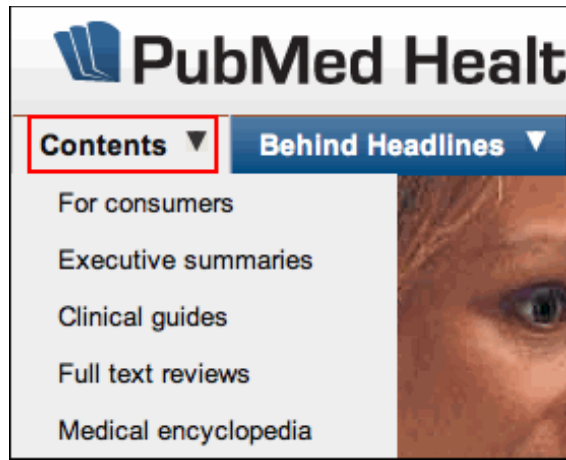 PubMed Healt
Contents ▼ Behind Headlines ▼
For consumers
Executive summaries
Clinical guides
Full text reviews
Medical encyclopedia